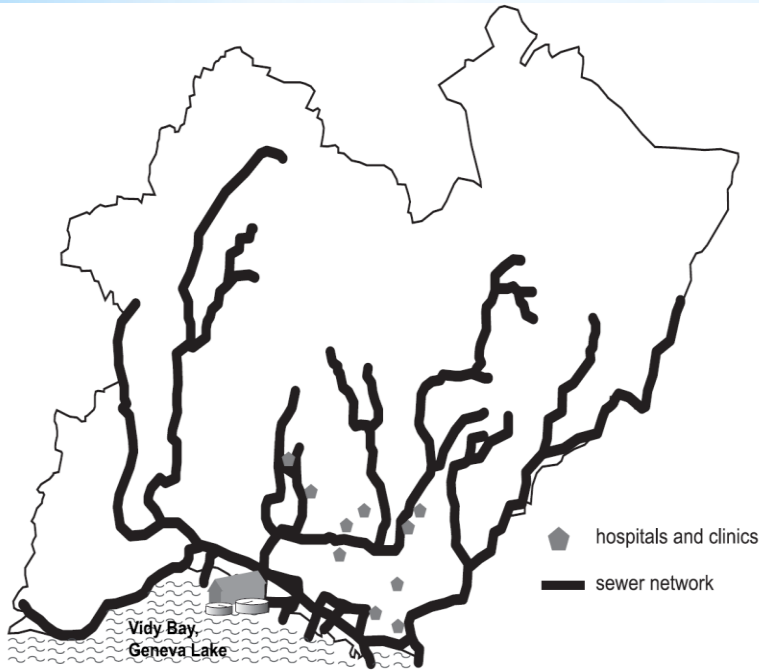 hospitals and clinics
sewer network
Vidy Bay,
Geneva Lake